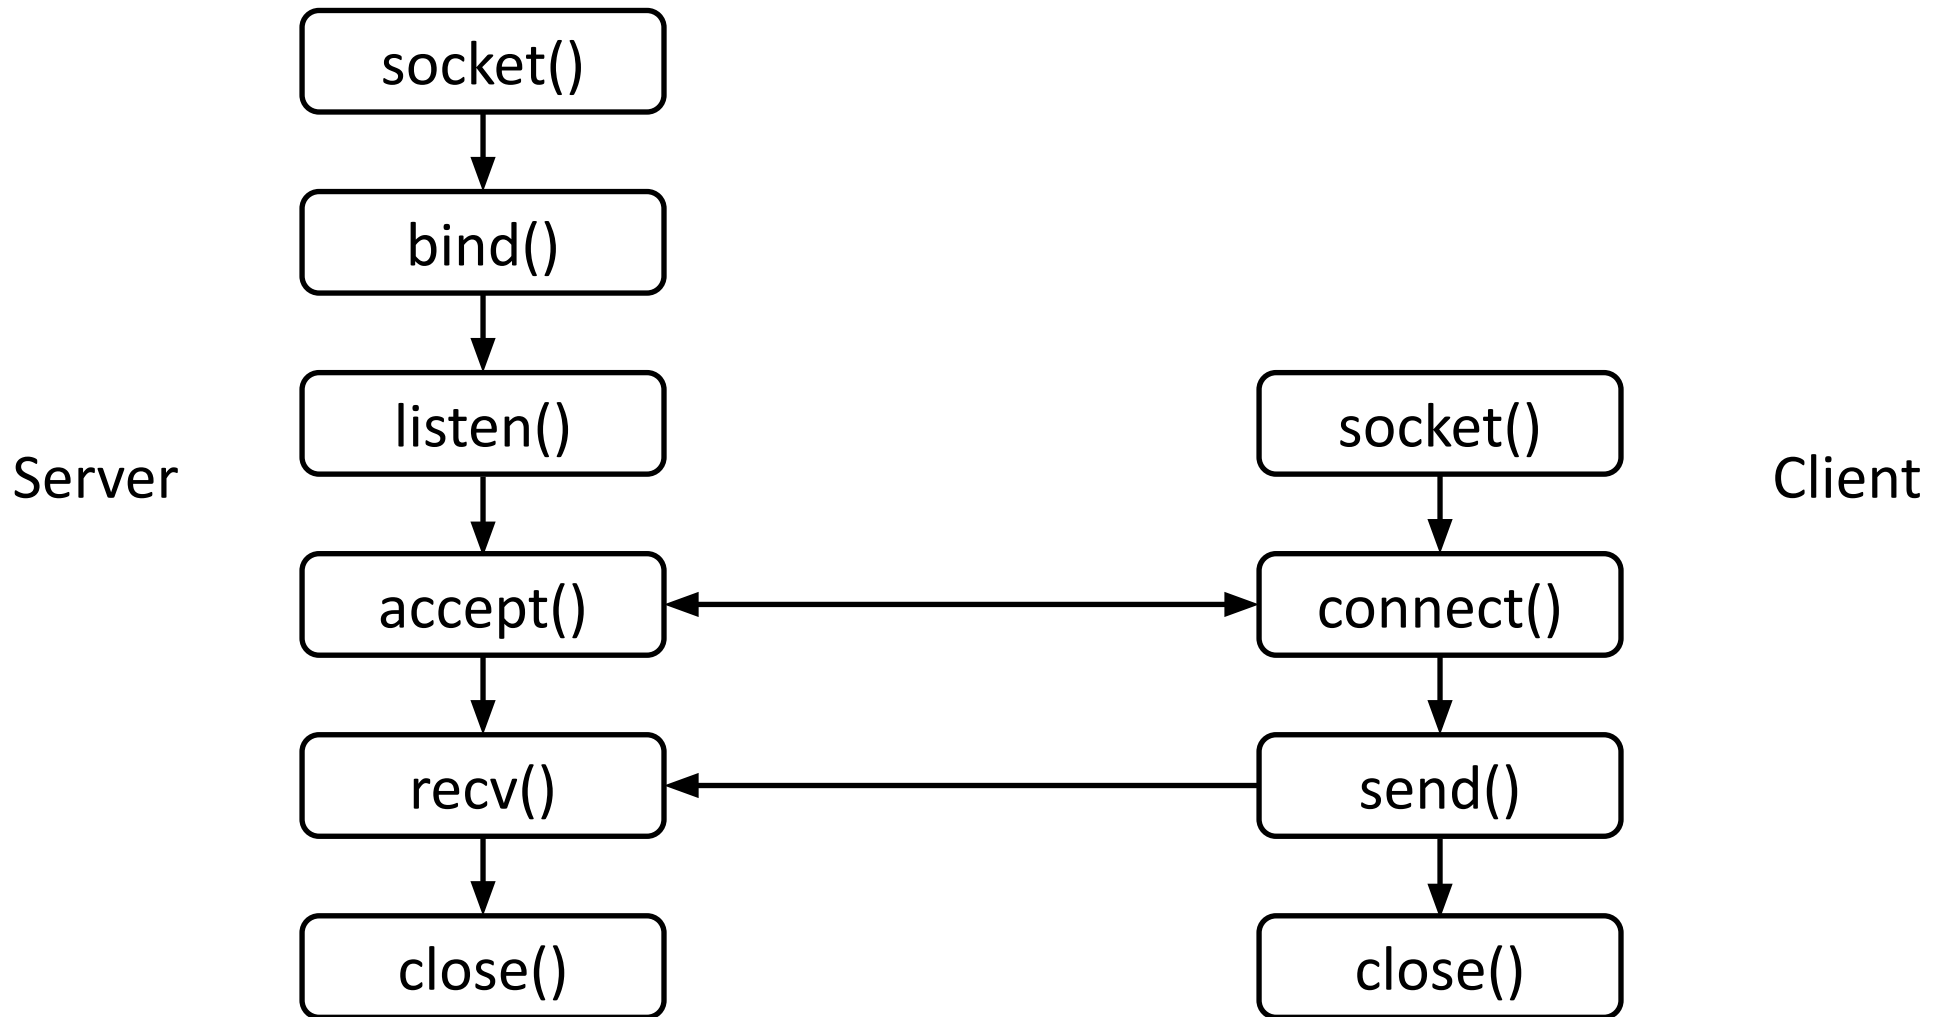 socket()
bind()
listen()
socket()
Server
Client
accept()
connect()
recv()
send()
close()
close()